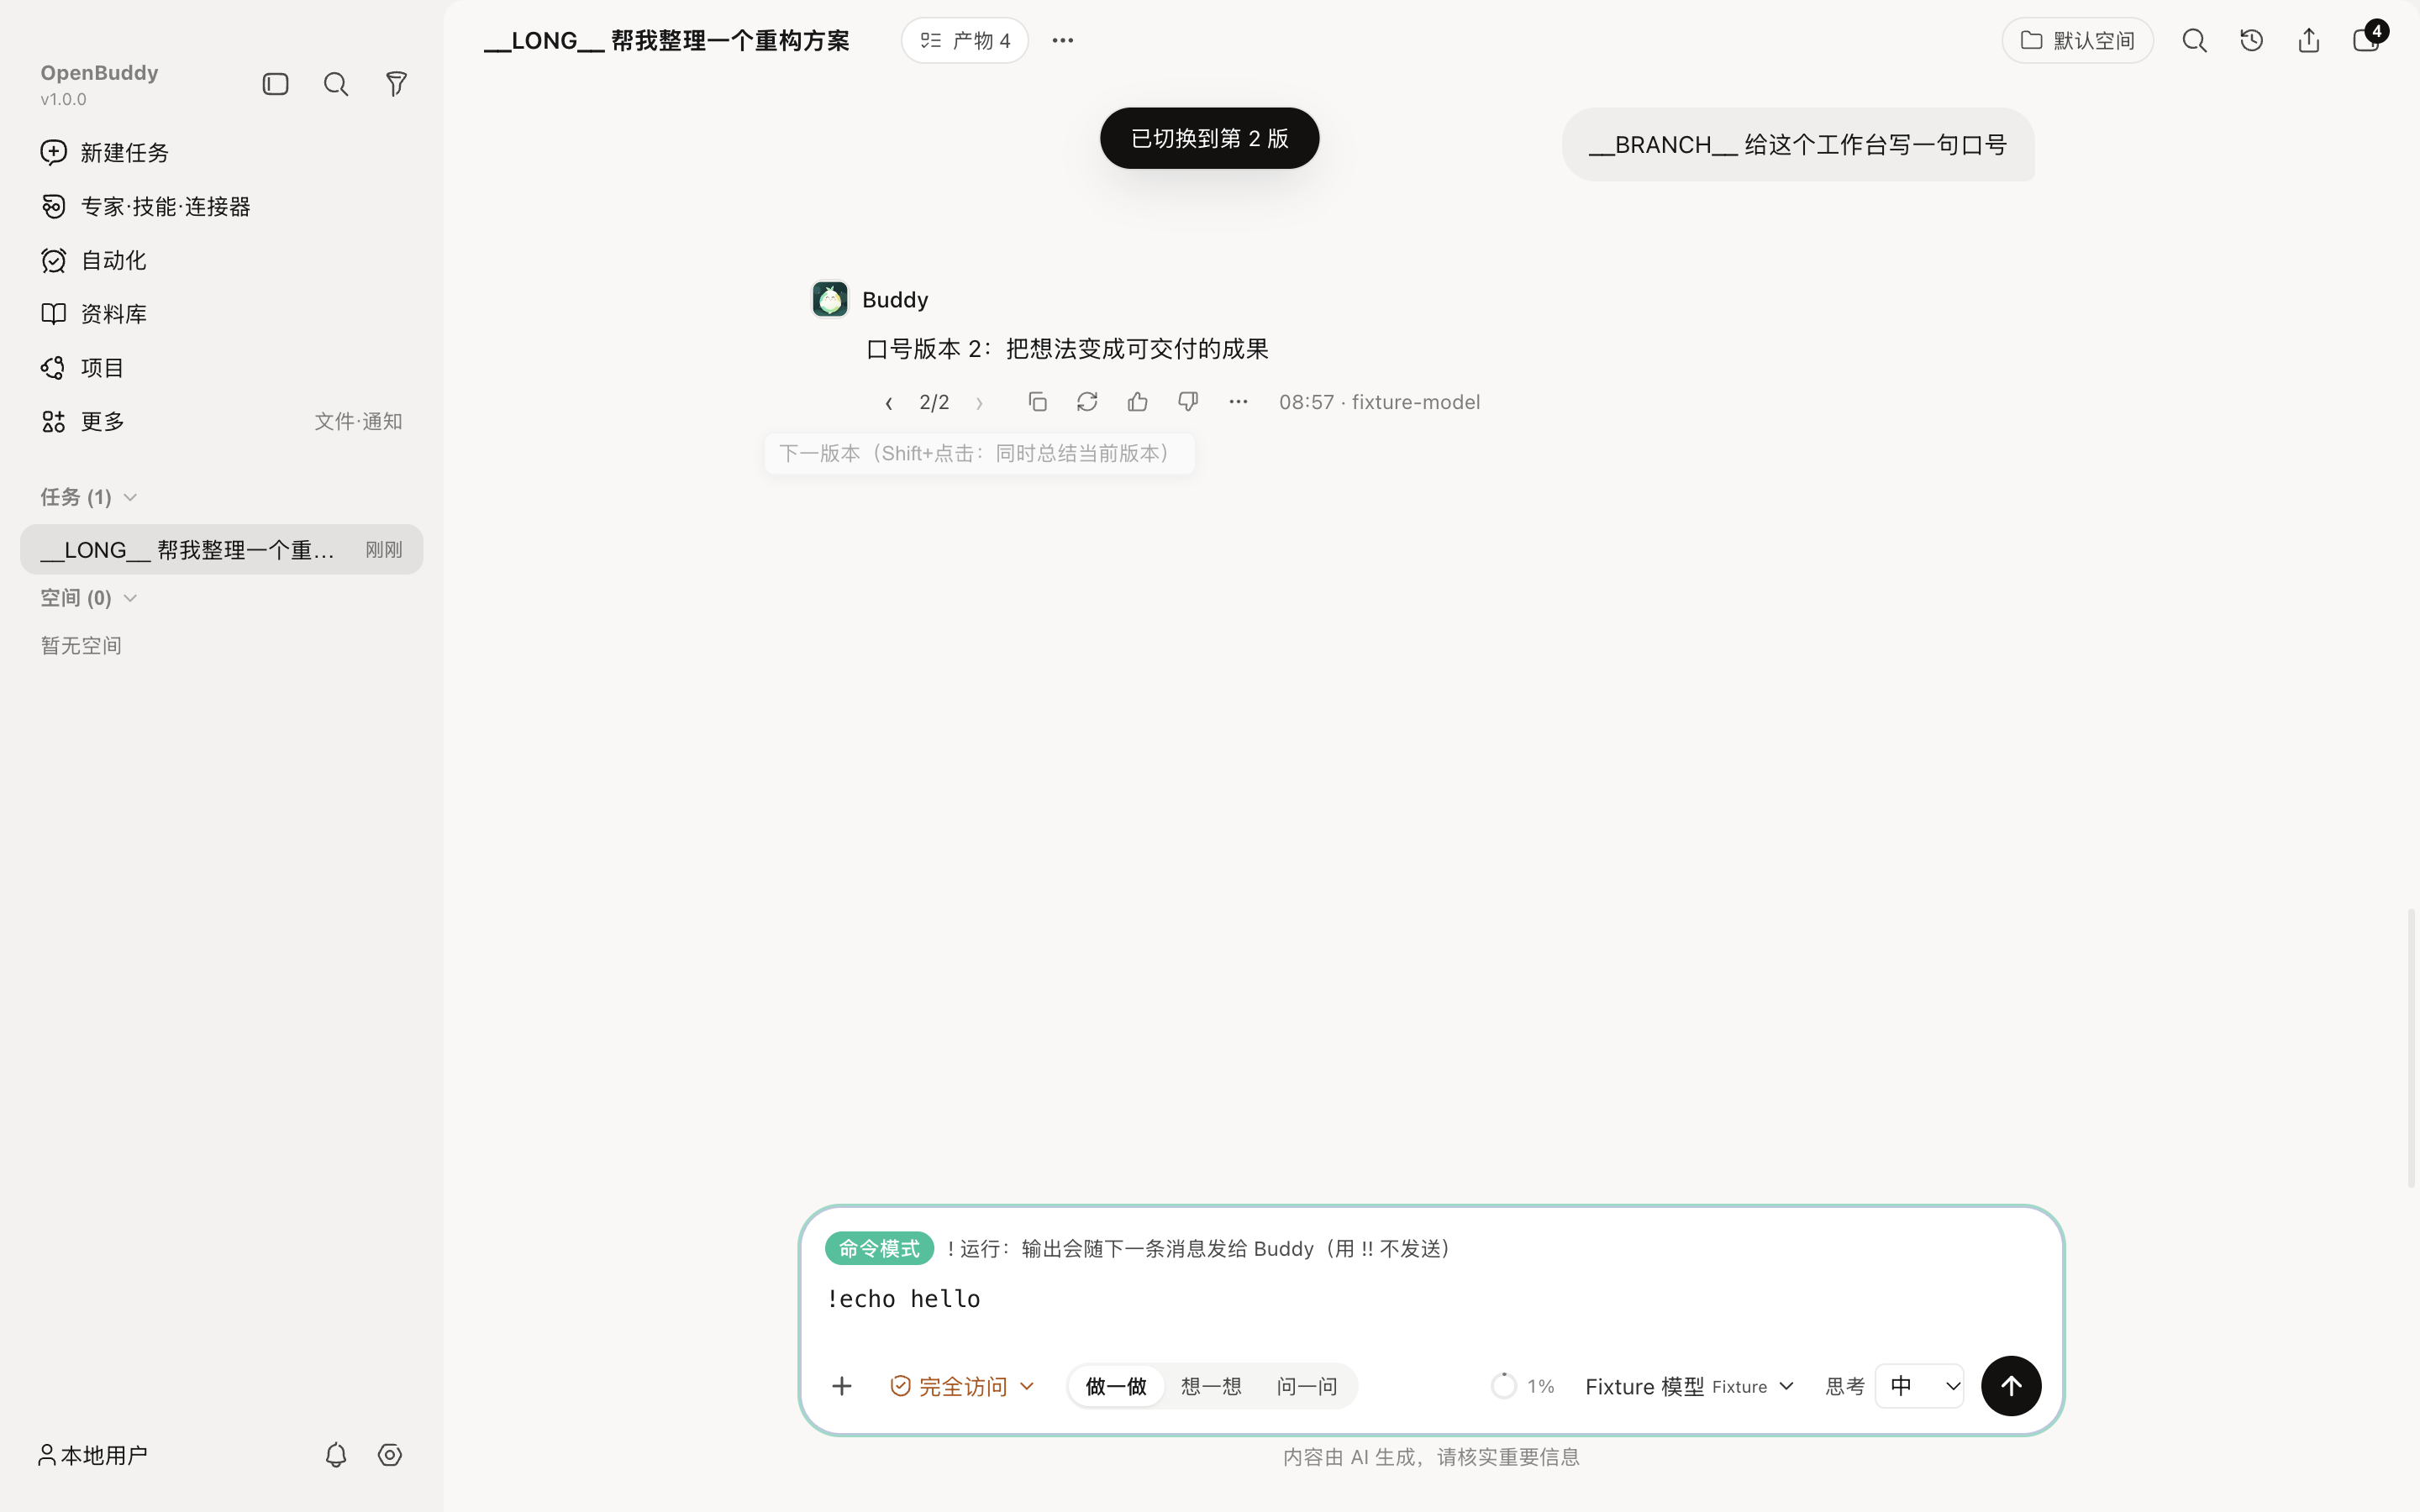 OpenBuddy
v1.0.0
新建任务
专家·技能·连接器
自动化
资料库
项目
更多 文件·通知
任务 (1)
__LONG__ 帮我整理一个重... 刚刚
空间 (0)
暂无空间
本地用户
__LONG__ 帮我整理一个重构方案 产物 4
默认空间 4
已切换到第 2 版
__BRANCH__ 给这个工作台写一句口号
Buddy
口号版本 2：把想法变成可交付的成果
‹ 2/2 › 08:57 · fixture-model
下一版本（Shift+点击：同时总结当前版本）
命令模式 ! 运行：输出会随下一条消息发给 Buddy（用 !! 不发送）
!echo hello
完全访问 做一做 想一想 问一问 1% Fixture 模型 Fixture 思考 中
内容由 AI 生成，请核实重要信息